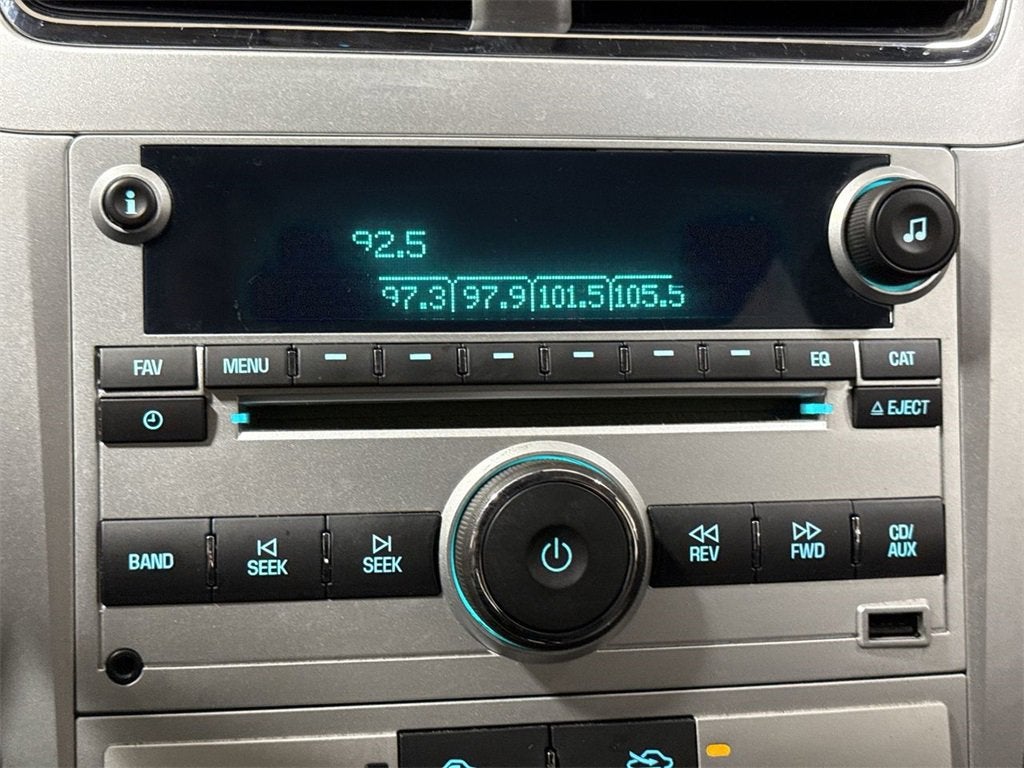 i
92.5
97.3 97.9 101.5 105.5
FAV MENU EQ CAT
EJECT
BAND SEEK SEEK REV FWD CD/
AUX